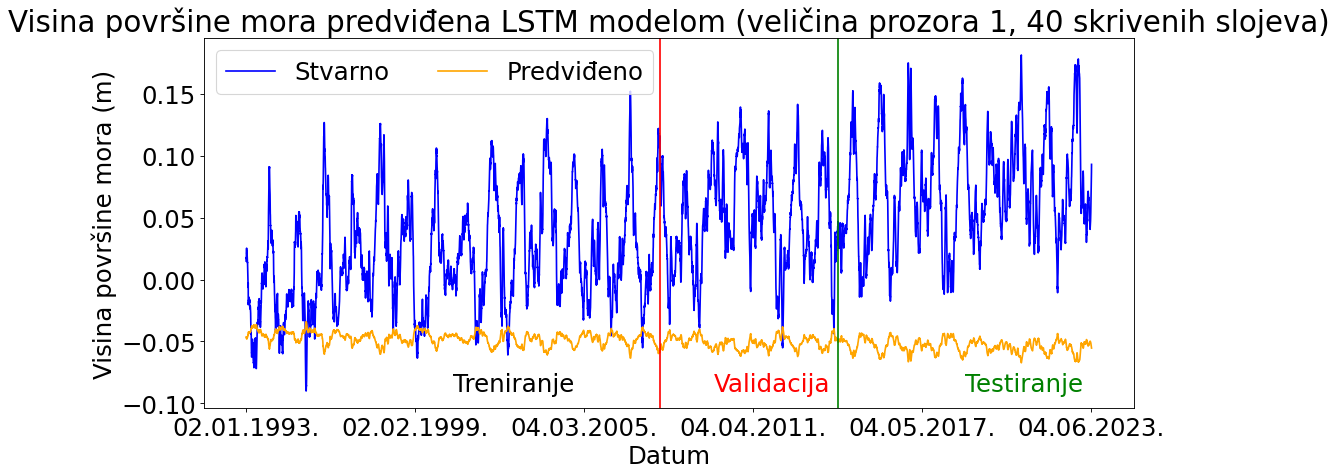 Visina površine mora predviđena LSTM modelom (veličina prozora 1, 40 skrivenih slojeva)
Stvarno
Predviđeno
Visina površine mora (m)
0.15
0.10
0.05
0.00
−0.05
−0.10
Treniranje
Validacija
Testiranje
02.01.1993.
02.02.1999.
04.03.2005.
04.04.2011.
04.05.2017.
04.06.2023.
Datum